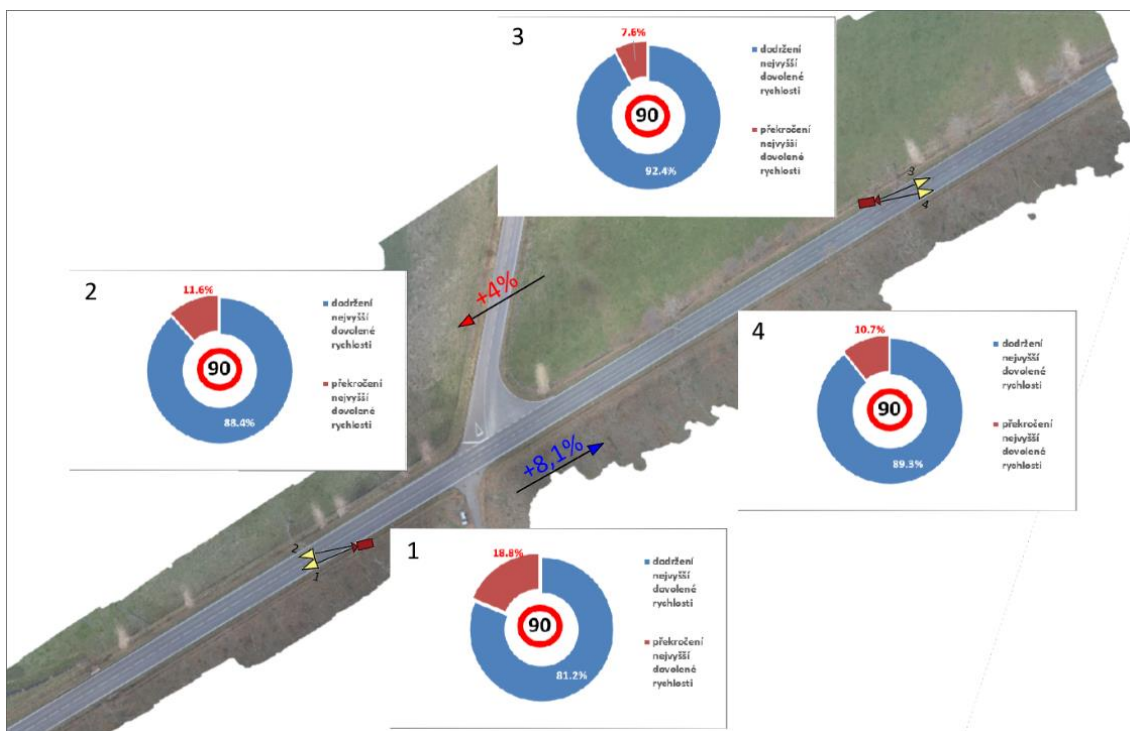 3
7.6%
90
92.4%
dodržení
nejvyšší
dovolené
rychlosti
překročení
nejvyšší
dovolené
rychlosti
3
4
+4%
2
11.6%
90
88.4%
dodržení
nejvyšší
dovolené
rychlosti
překročení
nejvyšší
dovolené
rychlosti
4
10.7%
90
89.3%
dodržení
nejvyšší
dovolené
rychlosti
překročení
nejvyšší
dovolené
rychlosti
+8,1%
2
1
1
18.8%
90
81.2%
dodržení
nejvyšší
dovolené
rychlosti
překročení
nejvyšší
dovolené
rychlosti